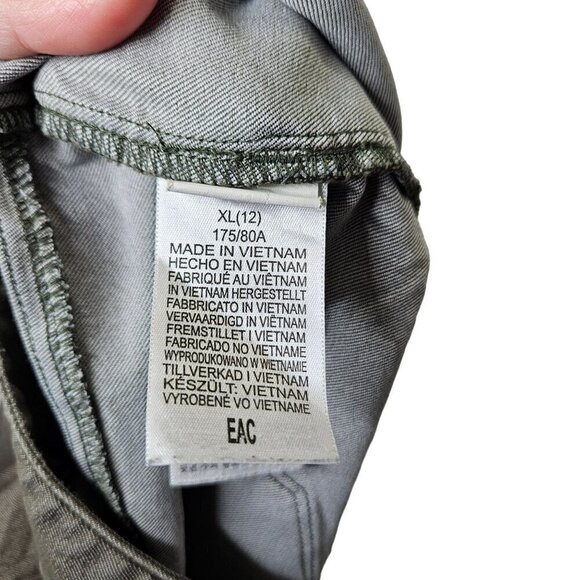 XL(12)
175/80A
MADE IN VIETNAM
HECHO EN VIETNAM
FABRIQUÉ AU VIÊTNAM
IN VIETNAM HERGESTELLT
FABBRICATO IN VIETNAM
VERVAARDIGD IN VIETNAM
FREMSTILLET I VIETNAM
FABRICADO NO VIETNAME
WYPRODUKOWANO W WIETNAMIE
TILLVERKAD I VIETNAM
KÉSZÜLT: VIETNAM
VYROBENÉ VO VIETNAME
EAC